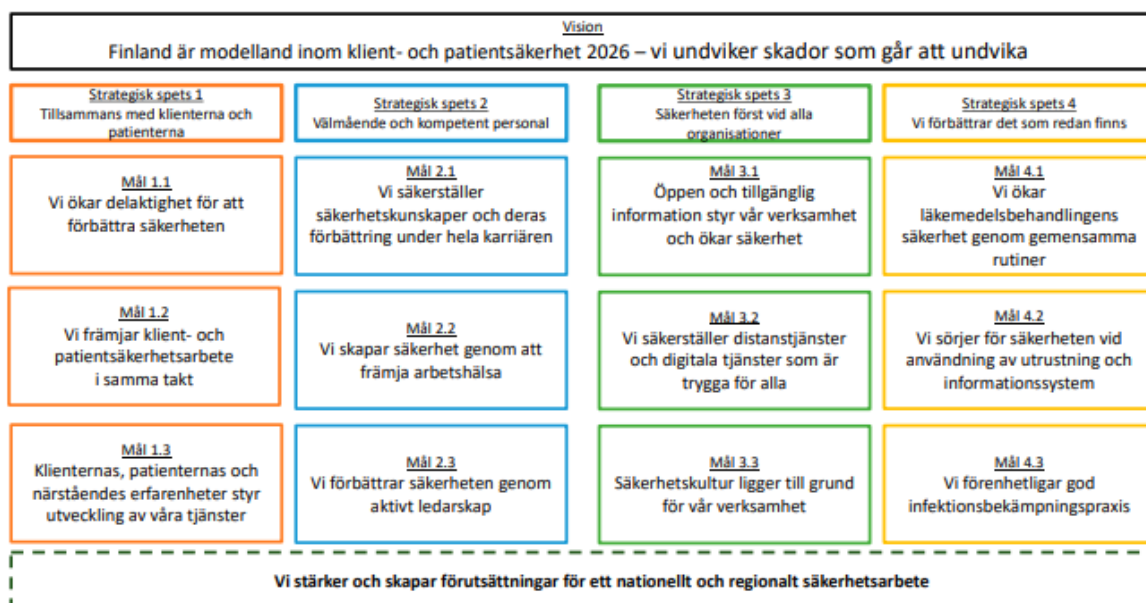 Vision
Finland är modelland inom klient- och patientsäkerhet 2026 – vi undviker skador som går att undvika
Strategisk spets 1
Tillsammans med klienterna och
patienterna
Strategisk spets 2
Välmående och kompetent personal
Strategisk spets 3
Säkerheten först vid alla
organisationer
Strategisk spets 4
Vi förbättrar det som redan finns
Mål 1.1
Vi ökar delaktighet för att
förbättra säkerheten
Mål 2.1
Vi säkerställer
säkerhetskunskaper och deras
förbättring under hela karriären
Mål 3.1
Öppen och tillgänglig
information styr vår verksamhet
och ökar säkerhet
Mål 4.1
Vi ökar
läkemedelsbehandlingens
säkerhet genom gemensamma
rutiner
Mål 1.2
Vi främjar klient- och
patientsäkerhetsarbete
i samma takt
Mål 2.2
Vi skapar säkerhet genom att
främja arbetshälsa
Mål 3.2
Vi säkerställer distanstjänster
och digitala tjänster som är
trygga för alla
Mål 4.2
Vi sörjer för säkerheten vid
användning av utrustning och
informationssystem
Mål 1.3
Klienternas, patienternas och
närståendes erfarenheter styr
utveckling av våra tjänster
Mål 2.3
Vi förbättrar säkerheten genom
aktivt ledarskap
Mål 3.3
Säkerhetskultur ligger till grund
för vår verksamhet
Mål 4.3
Vi förenhetligar god
infektionsbekämpningspraxis
Vi stärker och skapar förutsättningar för ett nationellt och regionalt säkerhetsarbete